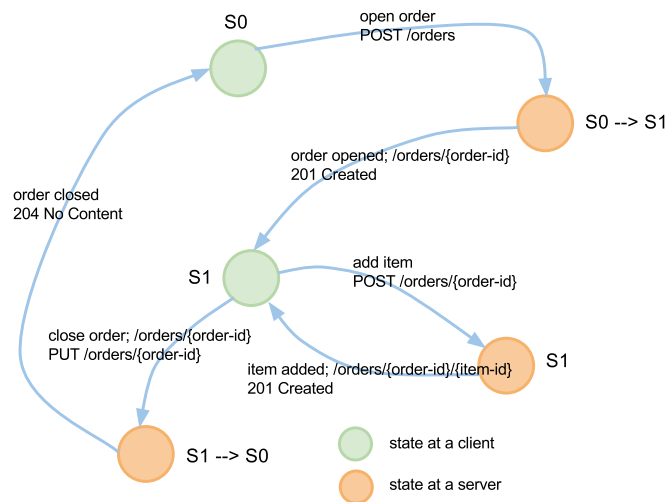 S0
open order
POST /orders
S0 --> S1
order opened; /orders/{order-id}
201 Created
order closed
204 No Content
S1
add item
POST /orders/{order-id}
close order; /orders/{order-id}
PUT /orders/{order-id}
item added; /orders/{order-id}/{item-id}
201 Created
S1
S1 --> S0
state at a client
state at a server